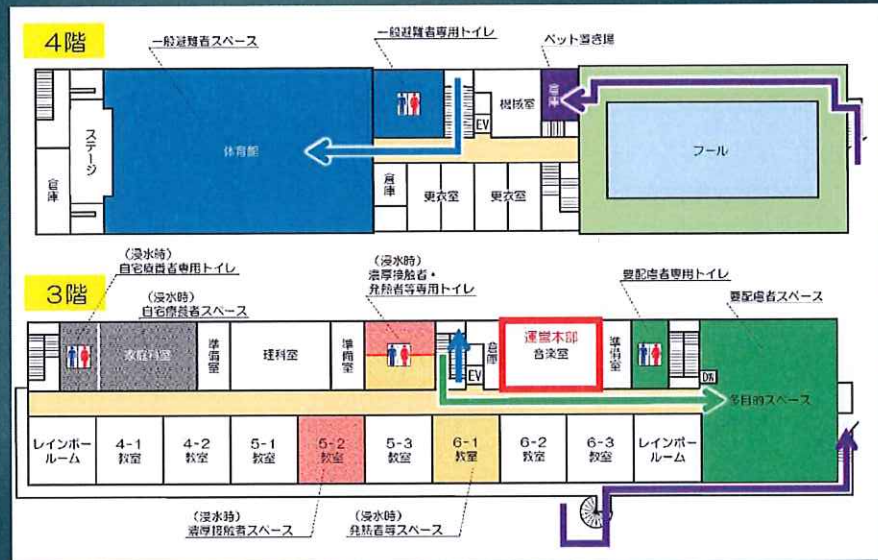 4階
一般避難者スペース
一般避難者専用トイレ
ペット置き場
倉庫
ステージ
体育館
EV
機械室
倉庫
プール
倉庫
更衣室
更衣室
3階
(浸水時)
自宅療養者専用トイレ
(浸水時)
自宅療養者スペース
(浸水時)
濃厚接触者・
発熱者等専用トイレ
要配慮者専用トイレ
要配慮者スペース
家庭科室
準備室
理科室
準備室
EV
倉庫
運営本部
音楽室
準備室
多目的スペース
レインボー
ルーム
4-1
教室
4-2
教室
5-1
教室
5-2
教室
5-3
教室
6-1
教室
6-2
教室
6-3
教室
レインボー
ルーム
(浸水時)
濃厚接触者スペース
(浸水時)
発熱者等スペース